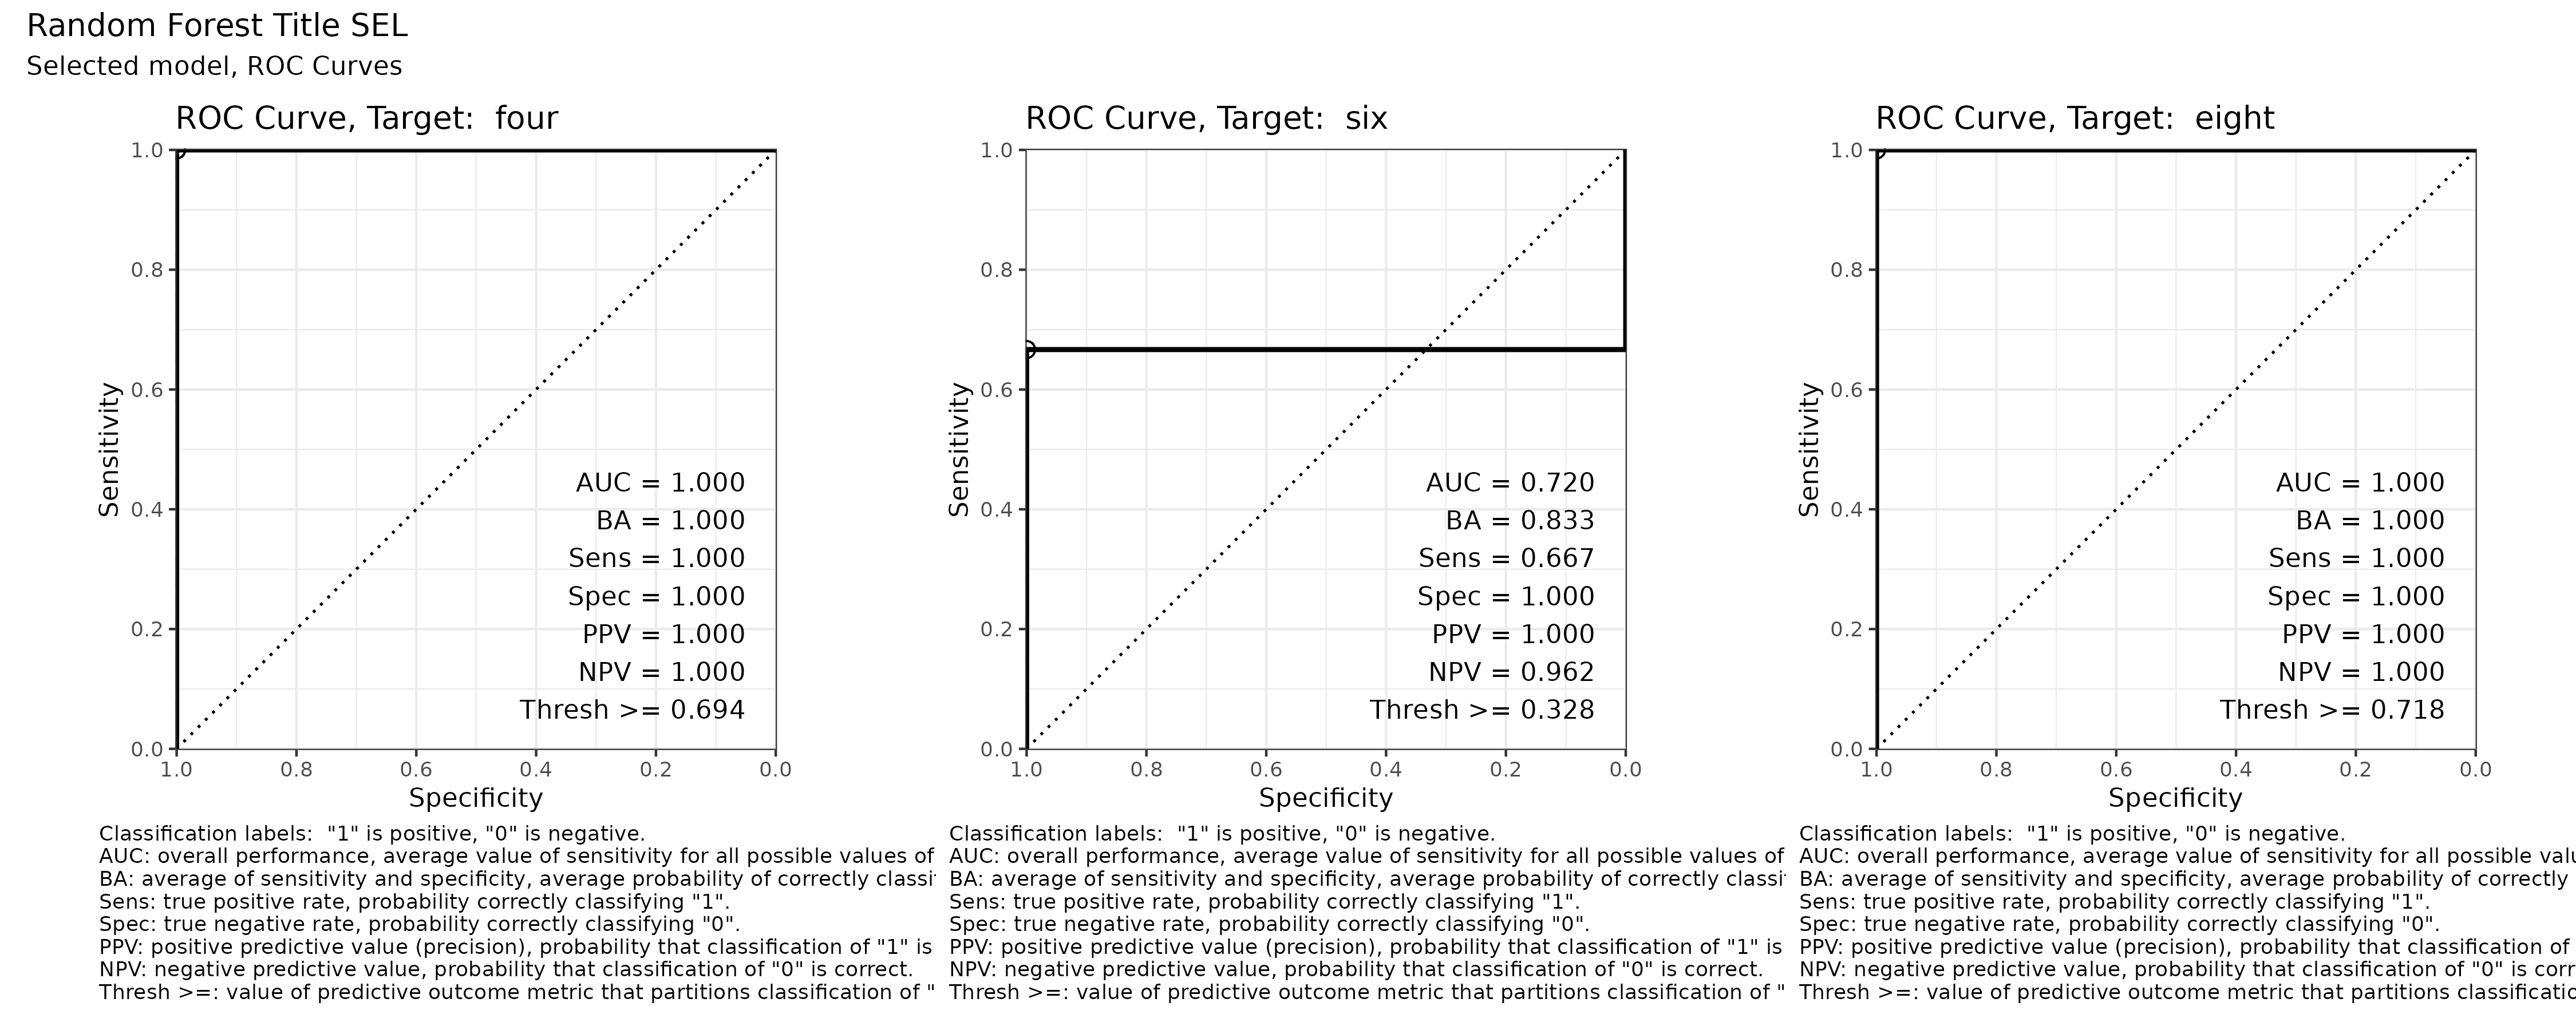 Random Forest Title SEL
Selected model, ROC Curves
ROC Curve, Target:  four
1.0
0.8
0.6
0.4
0.2
0.0
Sensitivity
AUC = 1.000
BA = 1.000
Sens = 1.000
Spec = 1.000
PPV = 1.000
NPV = 1.000
Thresh >= 0.694
1.0 0.8 0.6 0.4 0.2 0.0
Specificity
Classification labels:  "1" is positive, "0" is negative.
AUC: overall performance, average value of sensitivity for all possible values of
BA: average of sensitivity and specificity, average probability of correctly
Sens: true positive rate, probability correctly classifying "1".
Spec: true negative rate, probability correctly classifying "0".
PPV: positive predictive value (precision), probability that classification of "1" is
NPV: negative predictive value, probability that classification of "0" is correct.
Thresh >=: value of predictive outcome metric that partitions classification of "
ROC Curve, Target:  six
1.0
0.8
0.6
0.4
0.2
0.0
Sensitivity
AUC = 0.720
BA = 0.833
Sens = 0.667
Spec = 1.000
PPV = 1.000
NPV = 0.962
Thresh >= 0.328
1.0 0.8 0.6 0.4 0.2 0.0
Specificity
Classification labels:  "1" is positive, "0" is negative.
AUC: overall performance, average value of sensitivity for all possible values of
BA: average of sensitivity and specificity, average probability of correctly
Sens: true positive rate, probability correctly classifying "1".
Spec: true negative rate, probability correctly classifying "0".
PPV: positive predictive value (precision), probability that classification of "1" is
NPV: negative predictive value, probability that classification of "0" is correct.
Thresh >=: value of predictive outcome metric that partitions classification of "
ROC Curve, Target:  eight
1.0
0.8
0.6
0.4
0.2
0.0
Sensitivity
AUC = 1.000
BA = 1.000
Sens = 1.000
Spec = 1.000
PPV = 1.000
NPV = 1.000
Thresh >= 0.718
1.0 0.8 0.6 0.4 0.2 0.0
Specificity
Classification labels:  "1" is positive, "0" is negative.
AUC: overall performance, average value of sensitivity for all possible
BA: average of sensitivity and specificity, average probability of correctly
Sens: true positive rate, probability correctly classifying "1".
Spec: true negative rate, probability correctly classifying "0".
PPV: positive predictive value (precision), probability that classification of
NPV: negative predictive value, probability that classification of "0" is
Thresh >=: value of predictive outcome metric that partitions